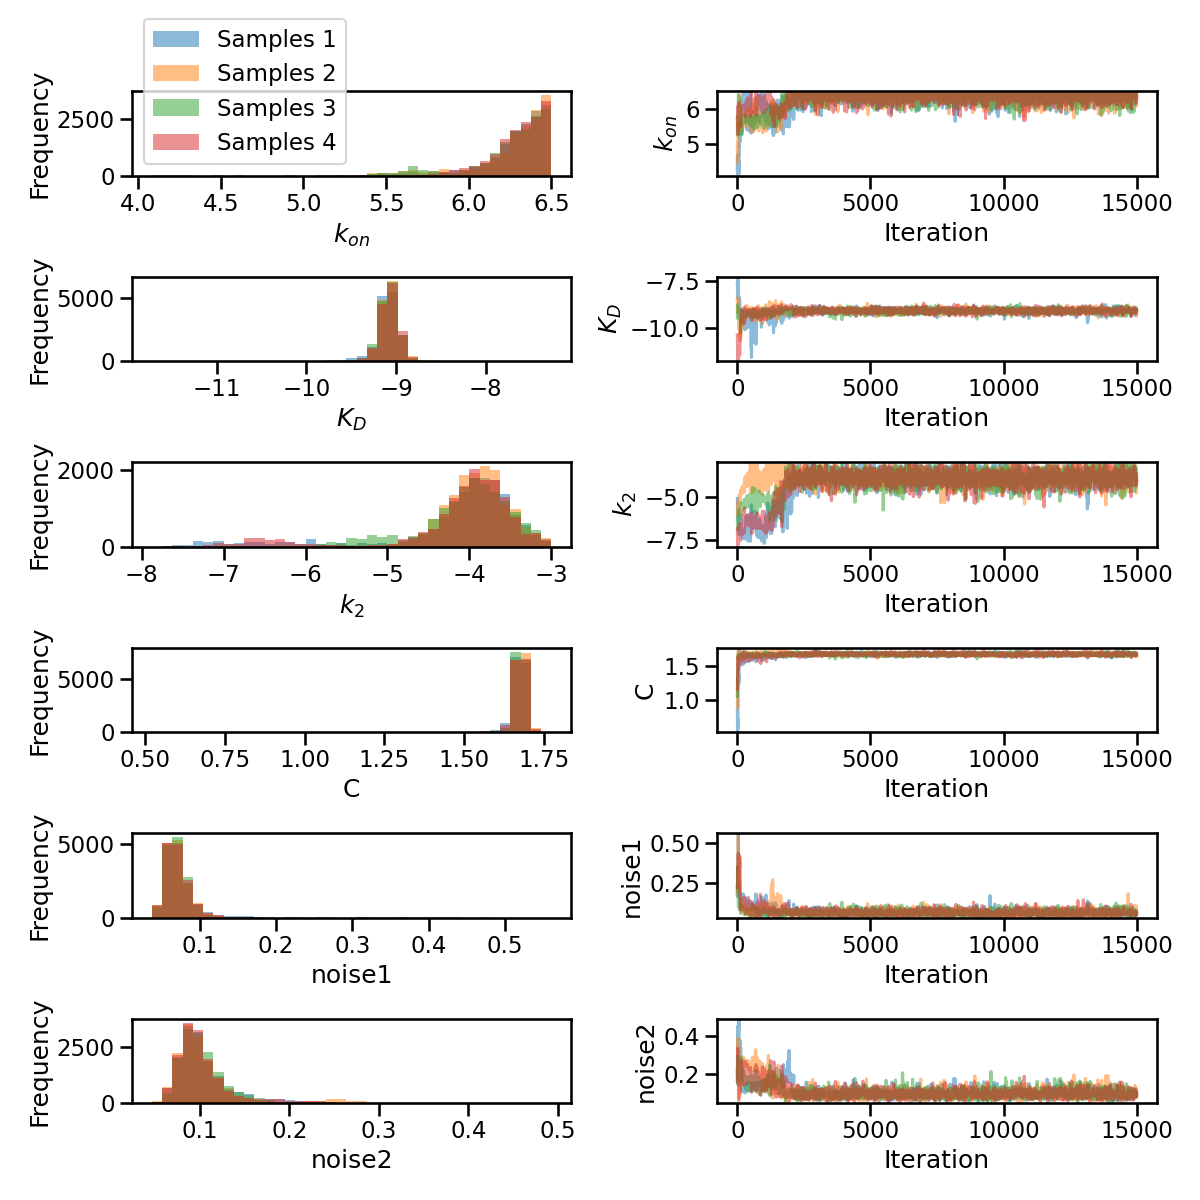 Samples 1
Samples 2
Samples 3
Samples 4
Frequency
2500
0
4.0 4.5 5.0 5.5 6.0 6.5
k_on
k_on
6
5
0 5000 10000 15000
Iteration
Frequency
5000
0
−11 −10 −9 −8
K_D
K_D
−7.5
−10.0
0 5000 10000 15000
Iteration
Frequency
2000
0
−8 −7 −6 −5 −4 −3
k_2
k_2
−5.0
−7.5
0 5000 10000 15000
Iteration
Frequency
5000
0
0.50 0.75 1.00 1.25 1.50 1.75
C
C
1.5
1.0
0 5000 10000 15000
Iteration
Frequency
5000
0
0.1 0.2 0.3 0.4 0.5
noise1
noise1
0.50
0.25
0 5000 10000 15000
Iteration
Frequency
2500
0
0.1 0.2 0.3 0.4 0.5
noise2
noise2
0.4
0.2
0 5000 10000 15000
Iteration